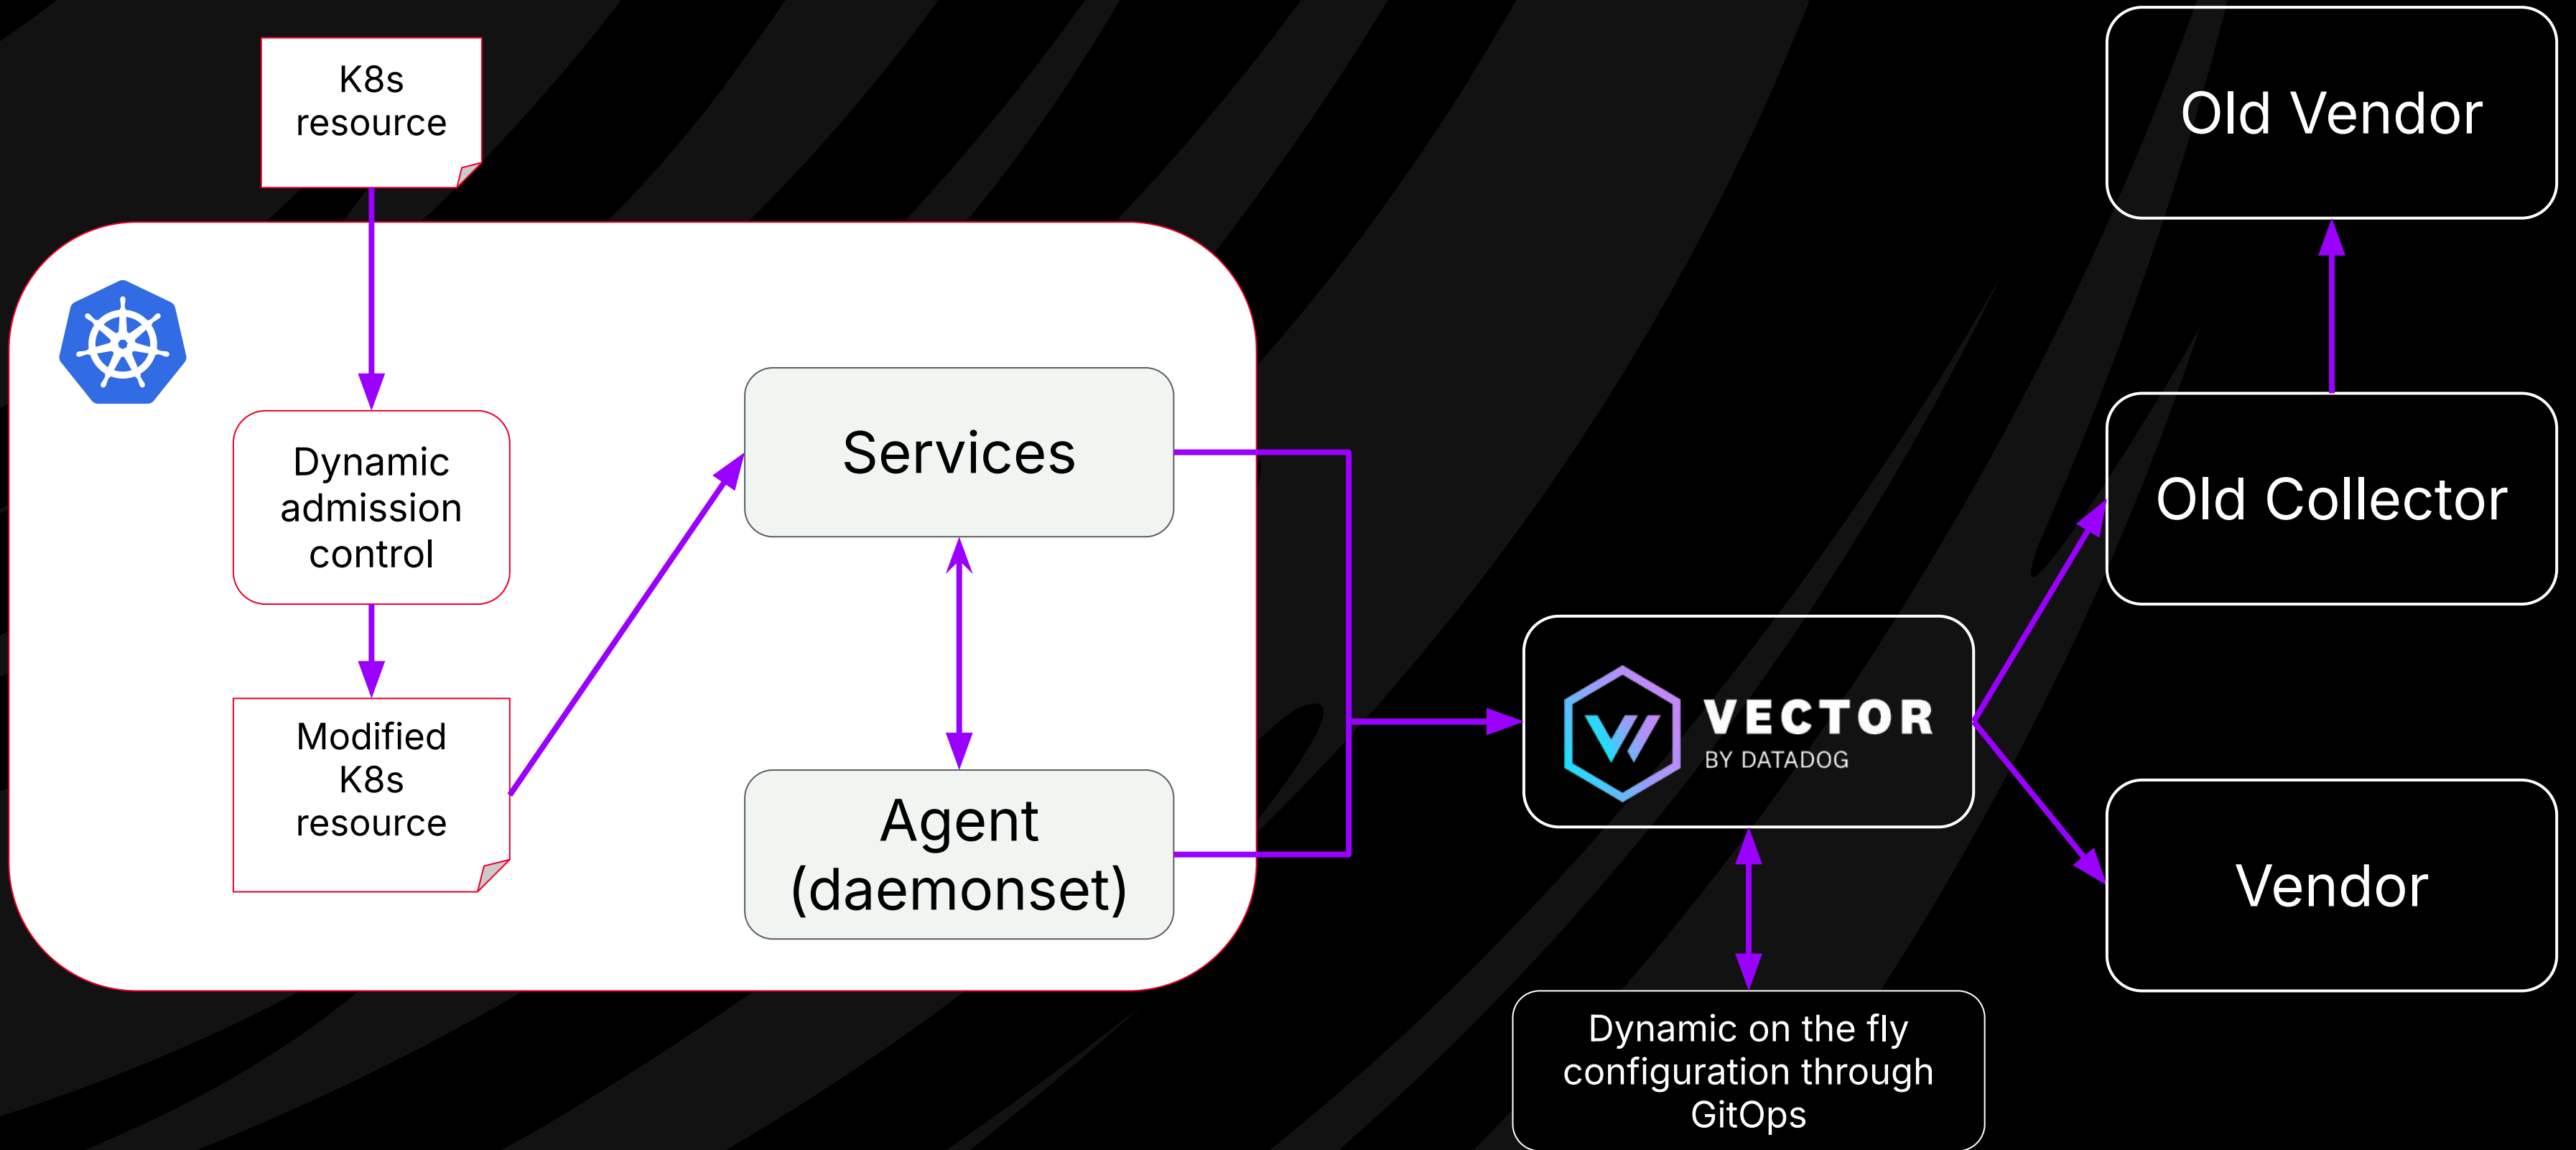 K8s
resource
Dynamic
admission
control
Modified
K8s
resource
Services
Agent
(daemonset)
VECTOR
BY DATADOG
Dynamic on the fly
configuration through
GitOps
Old Vendor
Old Collector
Vendor